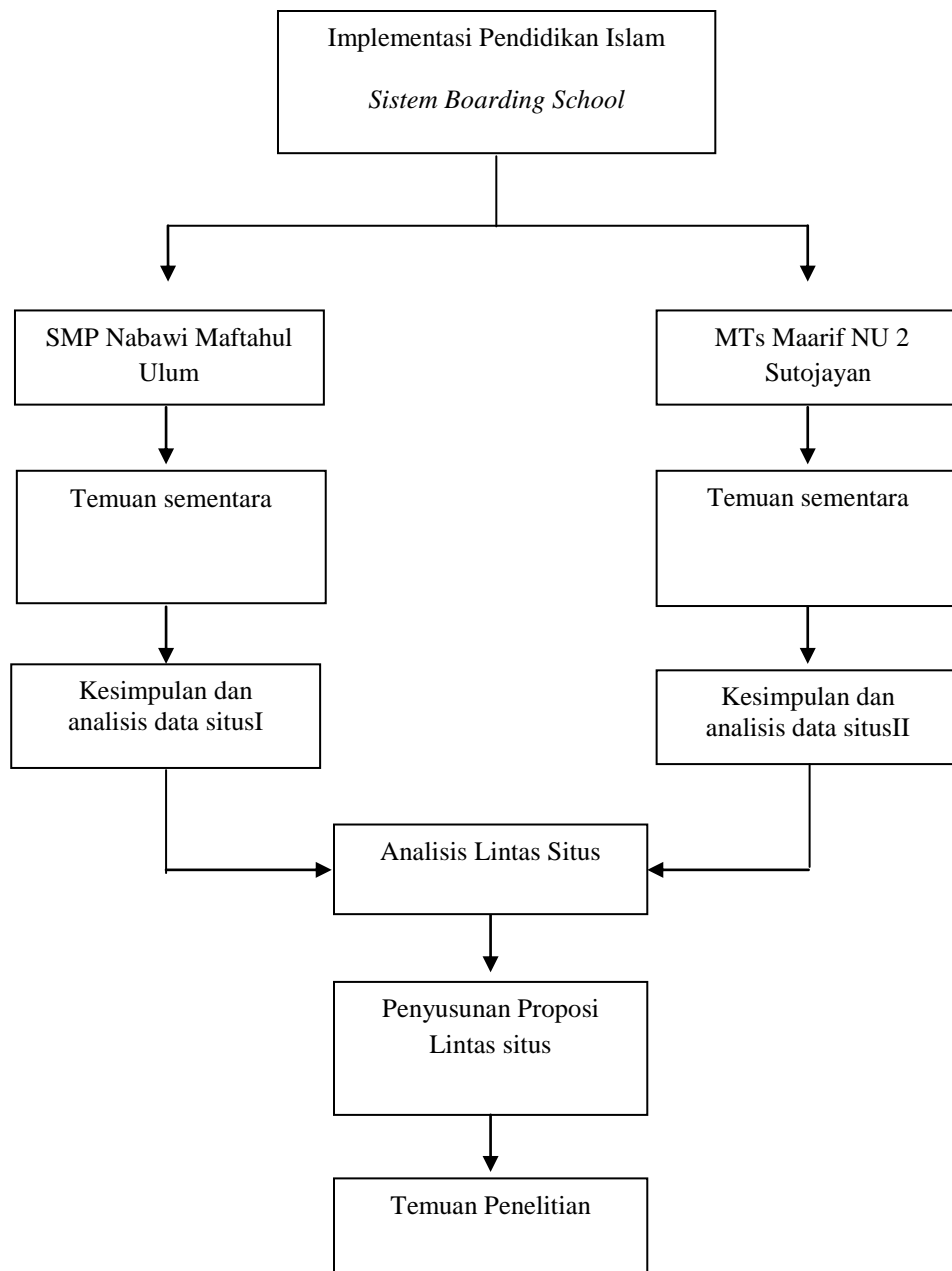 Implementasi Pendidikan Islam
Sistem Boarding School
SMP Nabawi Maftahul
Ulum
MTs Maarif NU 2
Sutojayan
Temuan sementara
Temuan sementara
Kesimpulan dan
analisis data situsI
Kesimpulan dan
analisis data situsII
Analisis Lintas Situs
Penyusunan Proposi
Lintas situs
Temuan Penelitian